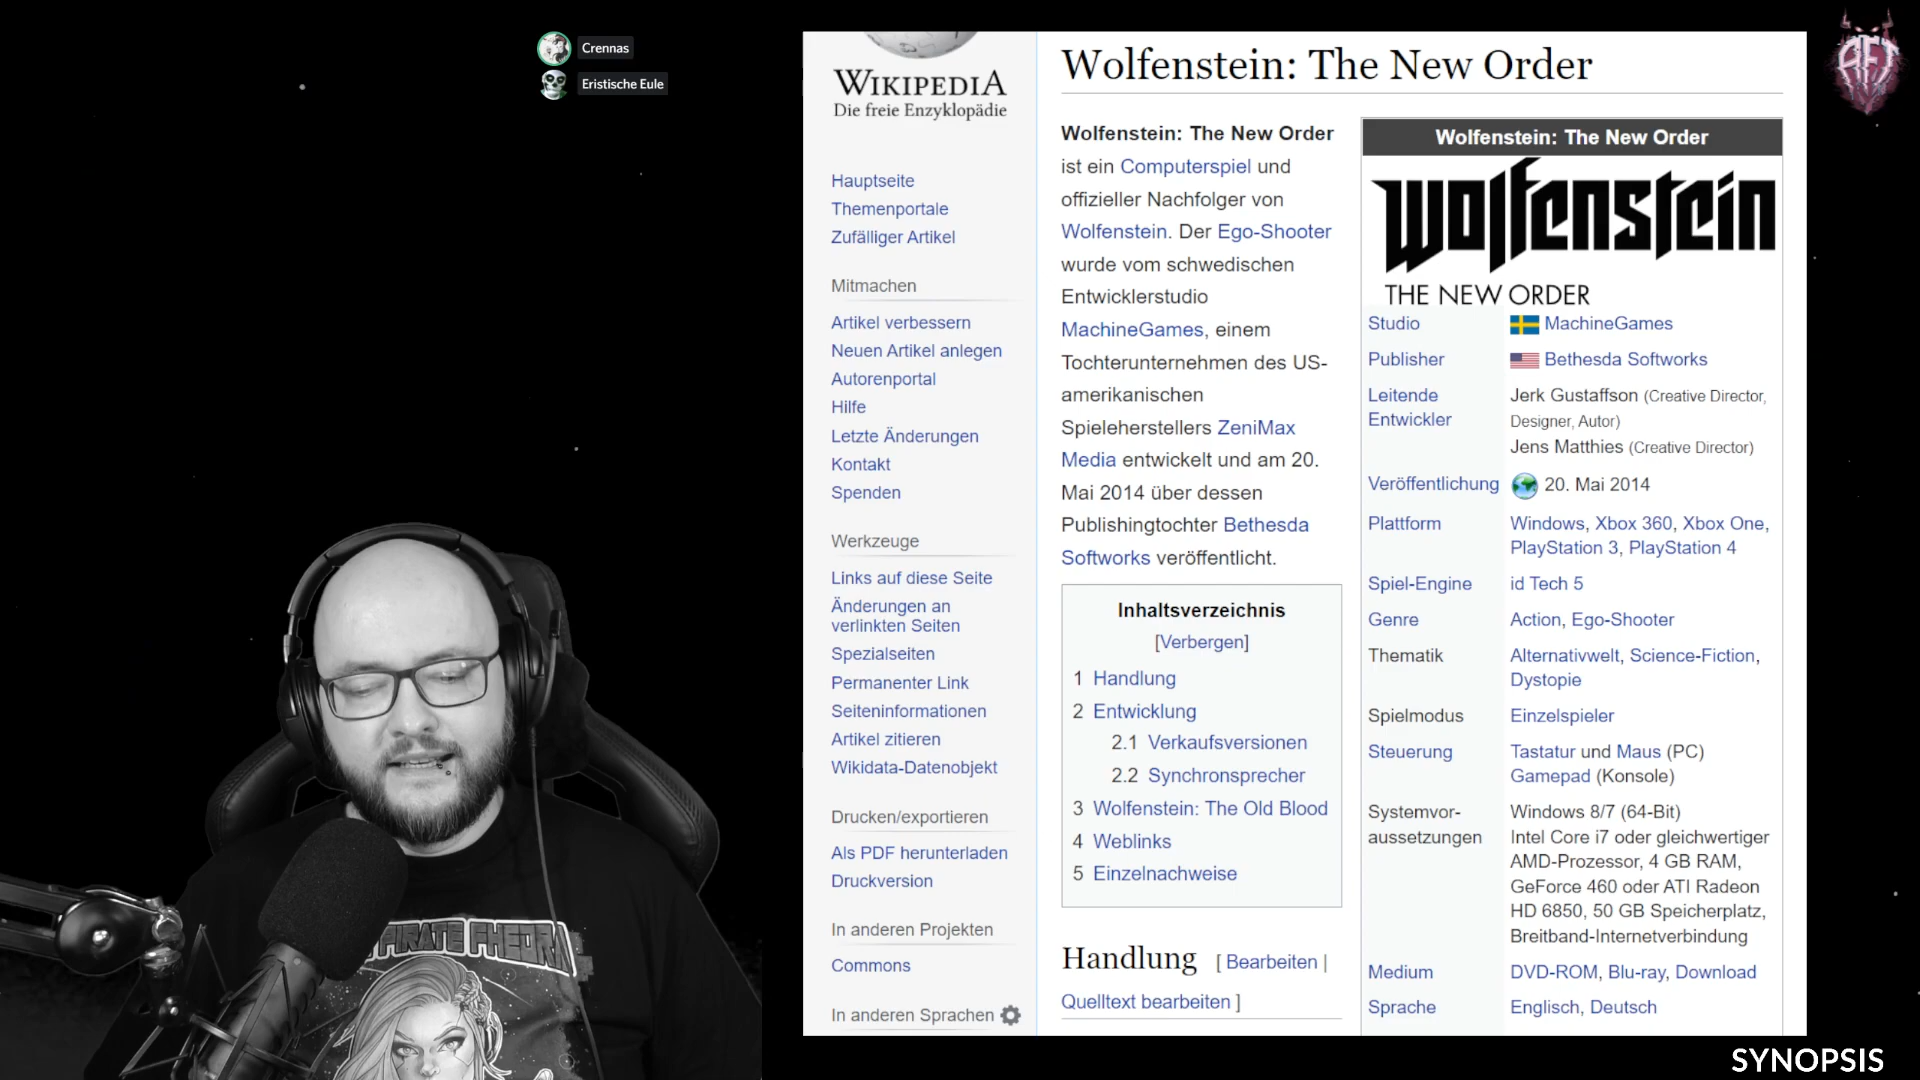 Crennas
Eristische Eule
AFT
WIKIPEDIA
Die freie Enzyklopädie
Hauptseite
Themenportale
Zufälliger Artikel
Mitmachen
Artikel verbessern
Neuen Artikel anlegen
Autorenportal
Hilfe
Letzte Änderungen
Kontakt
Spenden
Werkzeuge
Links auf diese Seite
Änderungen an
verlinkten Seiten
Spezialseiten
Permanenter Link
Seiteninformationen
Artikel zitieren
Wikidata-Datenobjekt
Drucken/exportieren
Als PDF herunterladen
Druckversion
In anderen Projekten
Commons
In anderen Sprachen
Wolfenstein: The New Order
Wolfenstein: The New Order
ist ein Computerspiel und
offizieller Nachfolger von
Wolfenstein. Der Ego-Shooter
wurde vom schwedischen
Entwicklerstudio
MachineGames, einem
Tochterunternehmen des US-
amerikanischen
Spieleherstellers ZeniMax
Media entwickelt und am 20.
Mai 2014 über dessen
Publishingtochter Bethesda
Softworks veröffentlicht.
Inhaltsverzeichnis
[Verbergen]
1 Handlung
2 Entwicklung
2.1 Verkaufsversionen
2.2 Synchronsprecher
3 Wolfenstein: The Old Blood
4 Weblinks
5 Einzelnachweise
Handlung [ Bearbeiten |
Quelltext bearbeiten ]
Wolfenstein: The New Order
wolfenstein
THE NEW ORDER
Studio MachineGames
Publisher Bethesda Softworks
Leitende Entwickler Jerk Gustaffson (Creative Director,
Designer, Autor)
Jens Matthies (Creative Director)
Veröffentlichung 20. Mai 2014
Plattform Windows, Xbox 360, Xbox One,
PlayStation 3, PlayStation 4
Spiel-Engine id Tech 5
Genre Action, Ego-Shooter
Thematik Alternativwelt, Science-Fiction,
Dystopie
Spielmodus Einzelspieler
Steuerung Tastatur und Maus (PC)
Gamepad (Konsole)
Systemvor-
aussetzungen Windows 8/7 (64-Bit)
Intel Core i7 oder gleichwertiger
AMD-Prozessor, 4 GB RAM,
GeForce 460 oder ATI Radeon
HD 6850, 50 GB Speicherplatz,
Breitband-Internetverbindung
Medium DVD-ROM, Blu-ray, Download
Sprache Englisch, Deutsch
SYNOPSIS